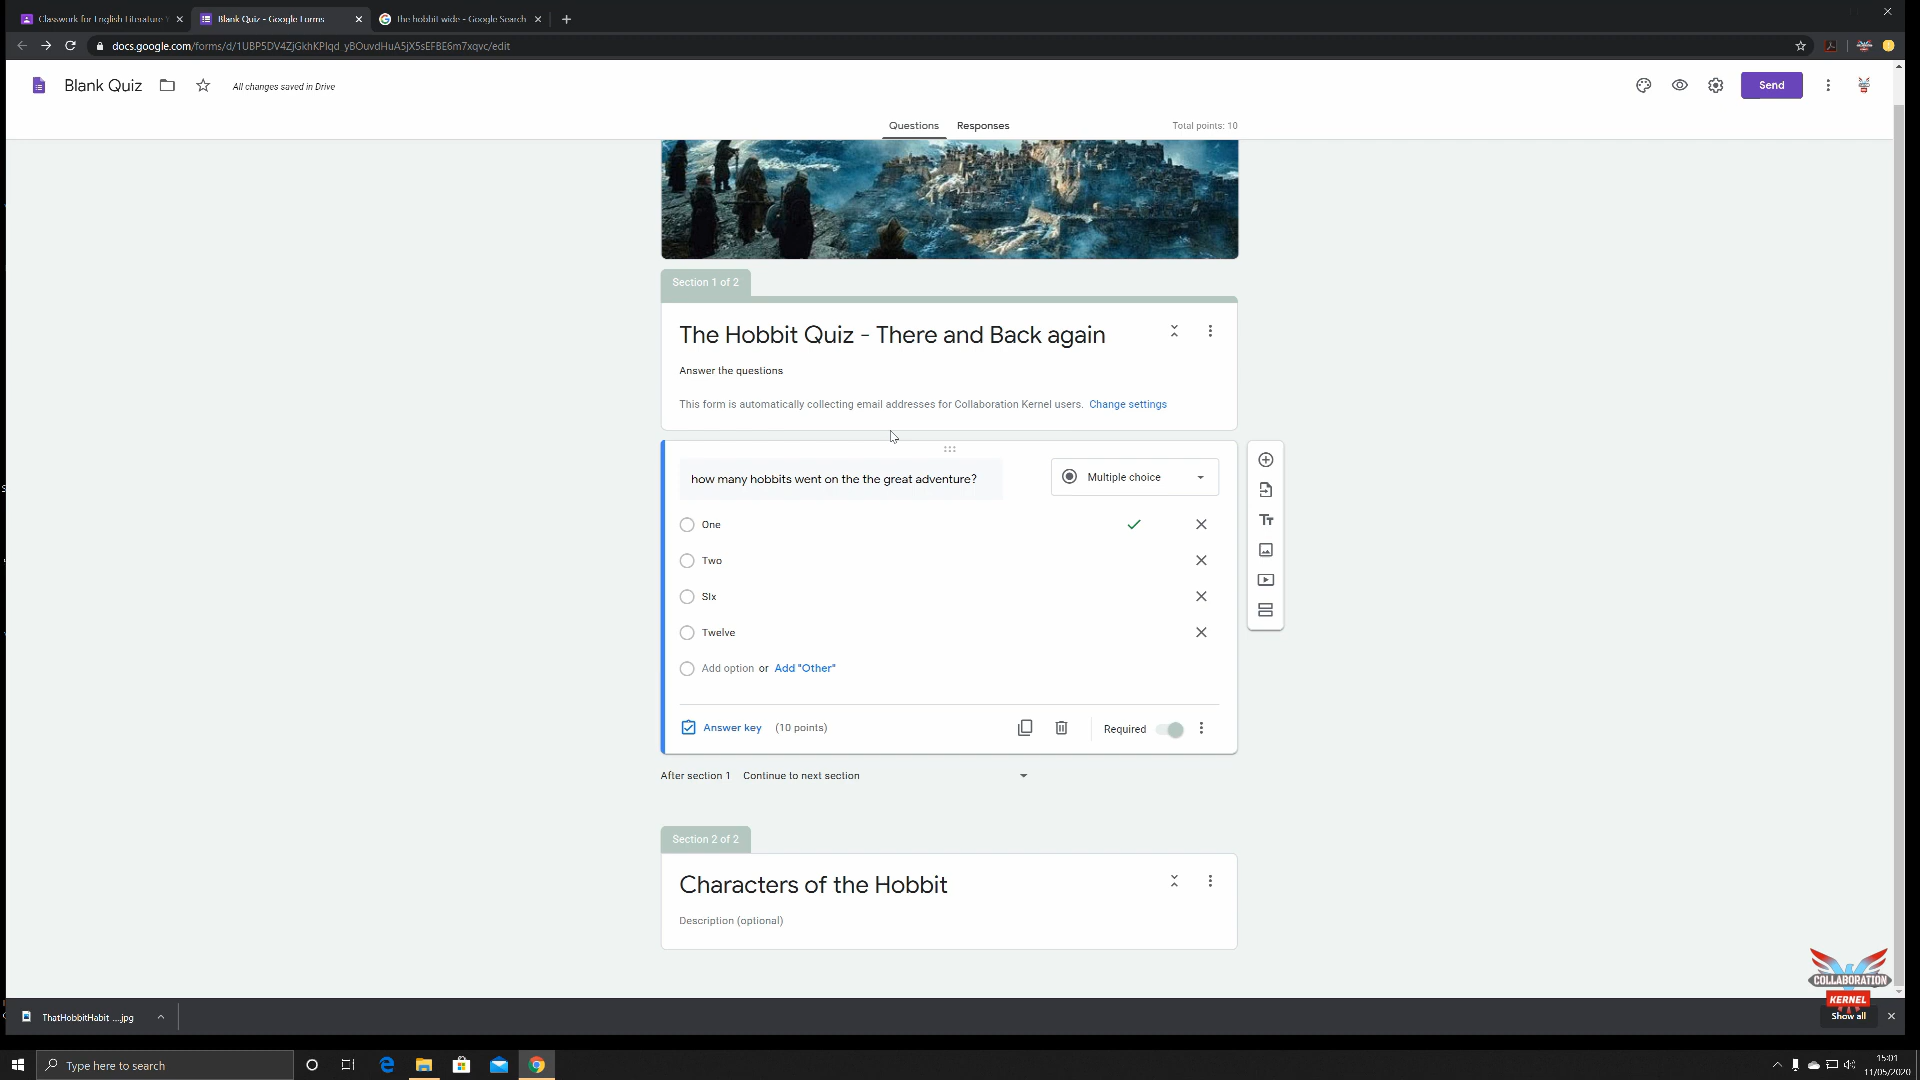 Classwork for English Literature
Blank Quiz - Google Forms
the hobbit wide - Google Search
docs.google.com/forms/d/1UBP5DV4ZjGkhKPlqd_yBOuvdHuA5jX5sEFBE6m7xqvc/edit
Blank Quiz
All changes saved in Drive
Send
Questions
Responses
Total points: 10
Section 1 of 2
The Hobbit Quiz - There and Back again
Answer the questions
This form is automatically collecting email addresses for Collaboration Kernel users. Change settings
how many hobbits went on the the great adventure?
Multiple choice
One
Two
SIx
Twelve
Add option or Add "Other"
Answer key (10 points)
Required
After section 1 Continue to next section
Section 2 of 2
Characters of the Hobbit
Description (optional)
COLLABORATION
KERNEL
ThatHobbitHabit ....jpg
Show all
Type here to search
15:01
11/05/2020